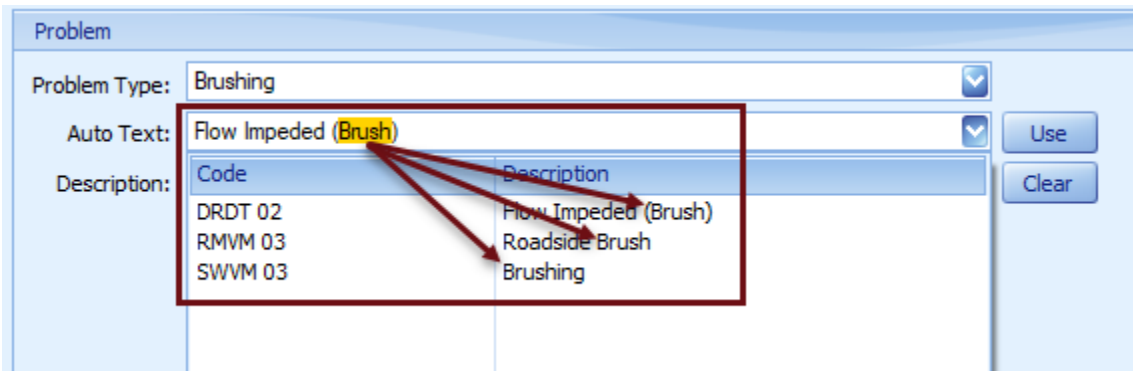 Problem
Problem Type: Brushing
Auto Text: Flow Impeded (Brush) Use
Description: Code Description Clear
DRDT 02 Flow Impeded (Brush)
RMVM 03 Roadside Brush
SWVM 03 Brushing